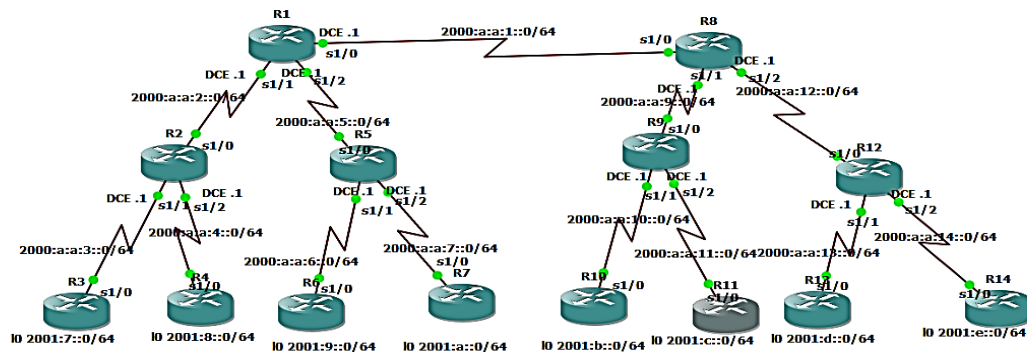 R1
DCE .1
s1/0
2000:a:a:1::0/64
s1/0
R8
DCE .1
s1/1
DCE .1
s1/2
s1/1
DCE .1
s1/2
2000:a:a:2::0/64
2000:a:a:5::0/64
DCE .1
2000:a:a:9::0/64
2000:a:a:12::0/64
R2
s1/0
R5
s1/0
R9
s1/0
R12
s1/0
DCE .1
s1/1
DCE .1
s1/2
s1/1
DCE .1
s1/2
DCE .1
s1/1
DCE .1
s1/2
DCE .1
s1/1
DCE .1
s1/2
2000:a:a:3::0/64
2000:a:a:4::0/64
2000:a:a:6::0/64
2000:a:a:7::0/64
2000:a:a:10::0/64
2000:a:a:11::0/64
2000:a:a:13::0/64
2000:a:a:14::0/64
R3
s1/0
R4
s1/0
R6
s1/0
R7
s1/0
R10
s1/0
R11
s1/0
s1/0
R14
s1/0
l0 2001:7::0/64
l0 2001:8::0/64
l0 2001:9::0/64
l0 2001:a::0/64
l0 2001:b::0/64
l0 2001:c::0/64
l0 2001:d::0/64
l0 2001:e::0/64